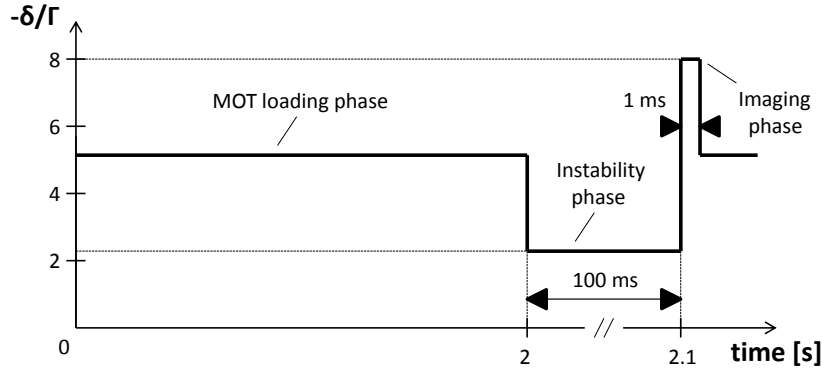 -δ/Γ
8
MOT loading phase
1 ms
Imaging
phase
6
Instability
phase
4
2
100 ms
0
2
2.1
time [s]